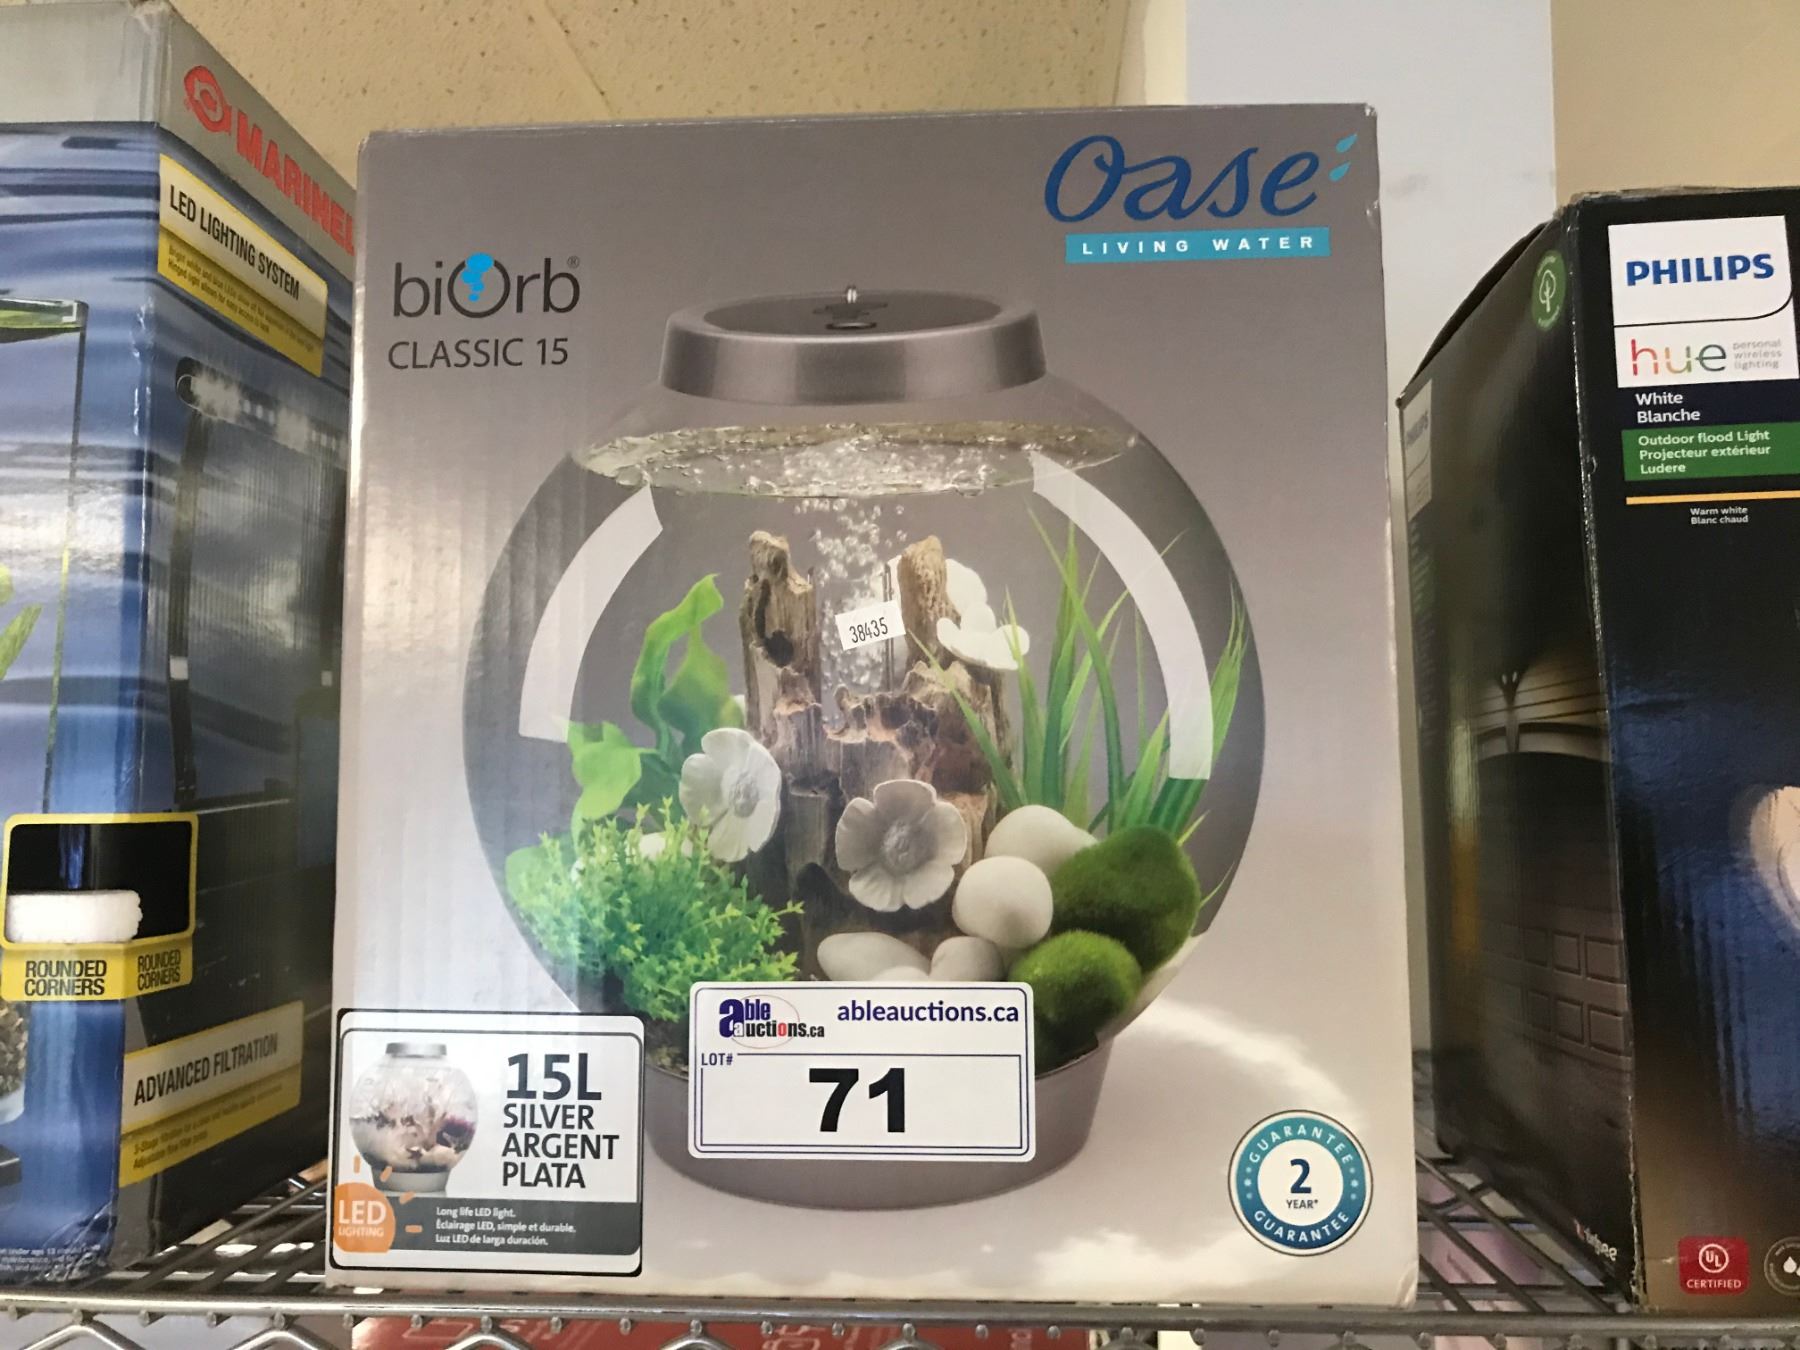 MARINEL
LED LIGHTING SYSTEM
ROUNDED
CORNERS
ROUNDED
CORNERS
ADVANCED FILTRATION
biOrb®
CLASSIC 15
Oase
LIVING WATER
38435
able
auctions.ca
ableauctions.ca
LOT#
71
15L
SILVER
ARGENT
PLATA
LED
LIGHTING
Long life LED light.
Éclairage LED, simple et durable.
Luz LED de larga duración.
GUARANTEE
2
YEAR*
GUARANTEE
PHILIPS
hue personal
wireless
lighting
White
Blanche
Outdoor flood Light
Projecteur extérieur
Ludere
Warm white
Blanc chaud
UL
CERTIFIED